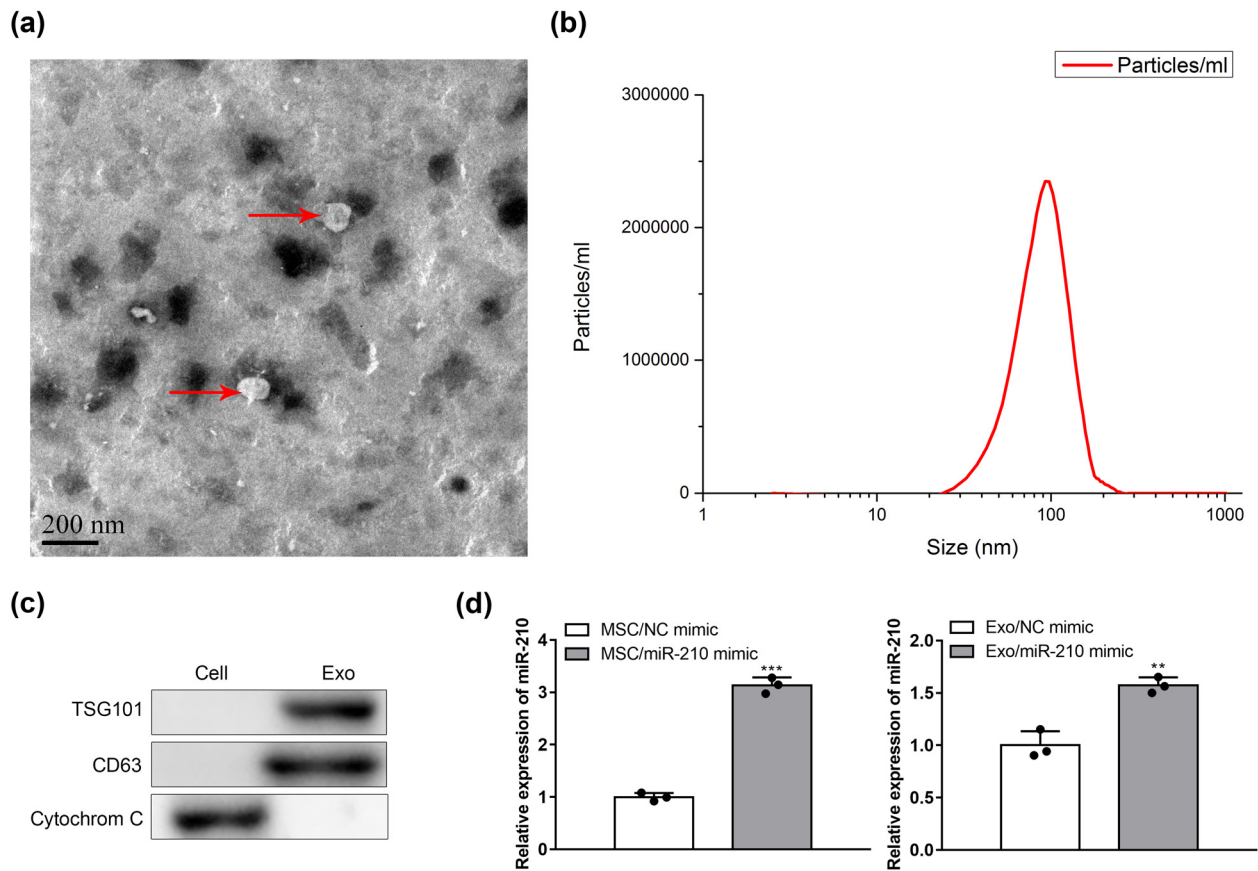 (a)
200 nm
(b)
Particles/ml
3000000
2000000
1000000
0
Particles/ml
1
10
100
1000
Size (nm)
(c)
Cell Exo
TSG101
CD63
Cytochrom C
(d)
MSC/NC mimic
MSC/miR-210 mimic
Relative expression of miR-210
4
3
2
1
0
***
Exo/NC mimic
Exo/miR-210 mimic
Relative expression of miR-210
2.0
1.5
1.0
0.5
0.0
**